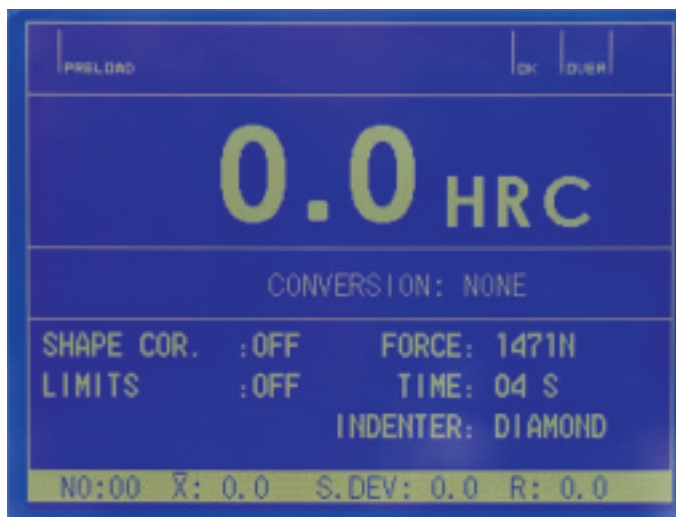 PRELOAD OK OVER
0.0 HRC
CONVERSION: NONE
SHAPE COR. :OFF FORCE: 1471N
LIMITS :OFF TIME: 04 S
INDENTER: DIAMOND
NO:00 X̅: 0.0 S.DEV: 0.0 R: 0.0